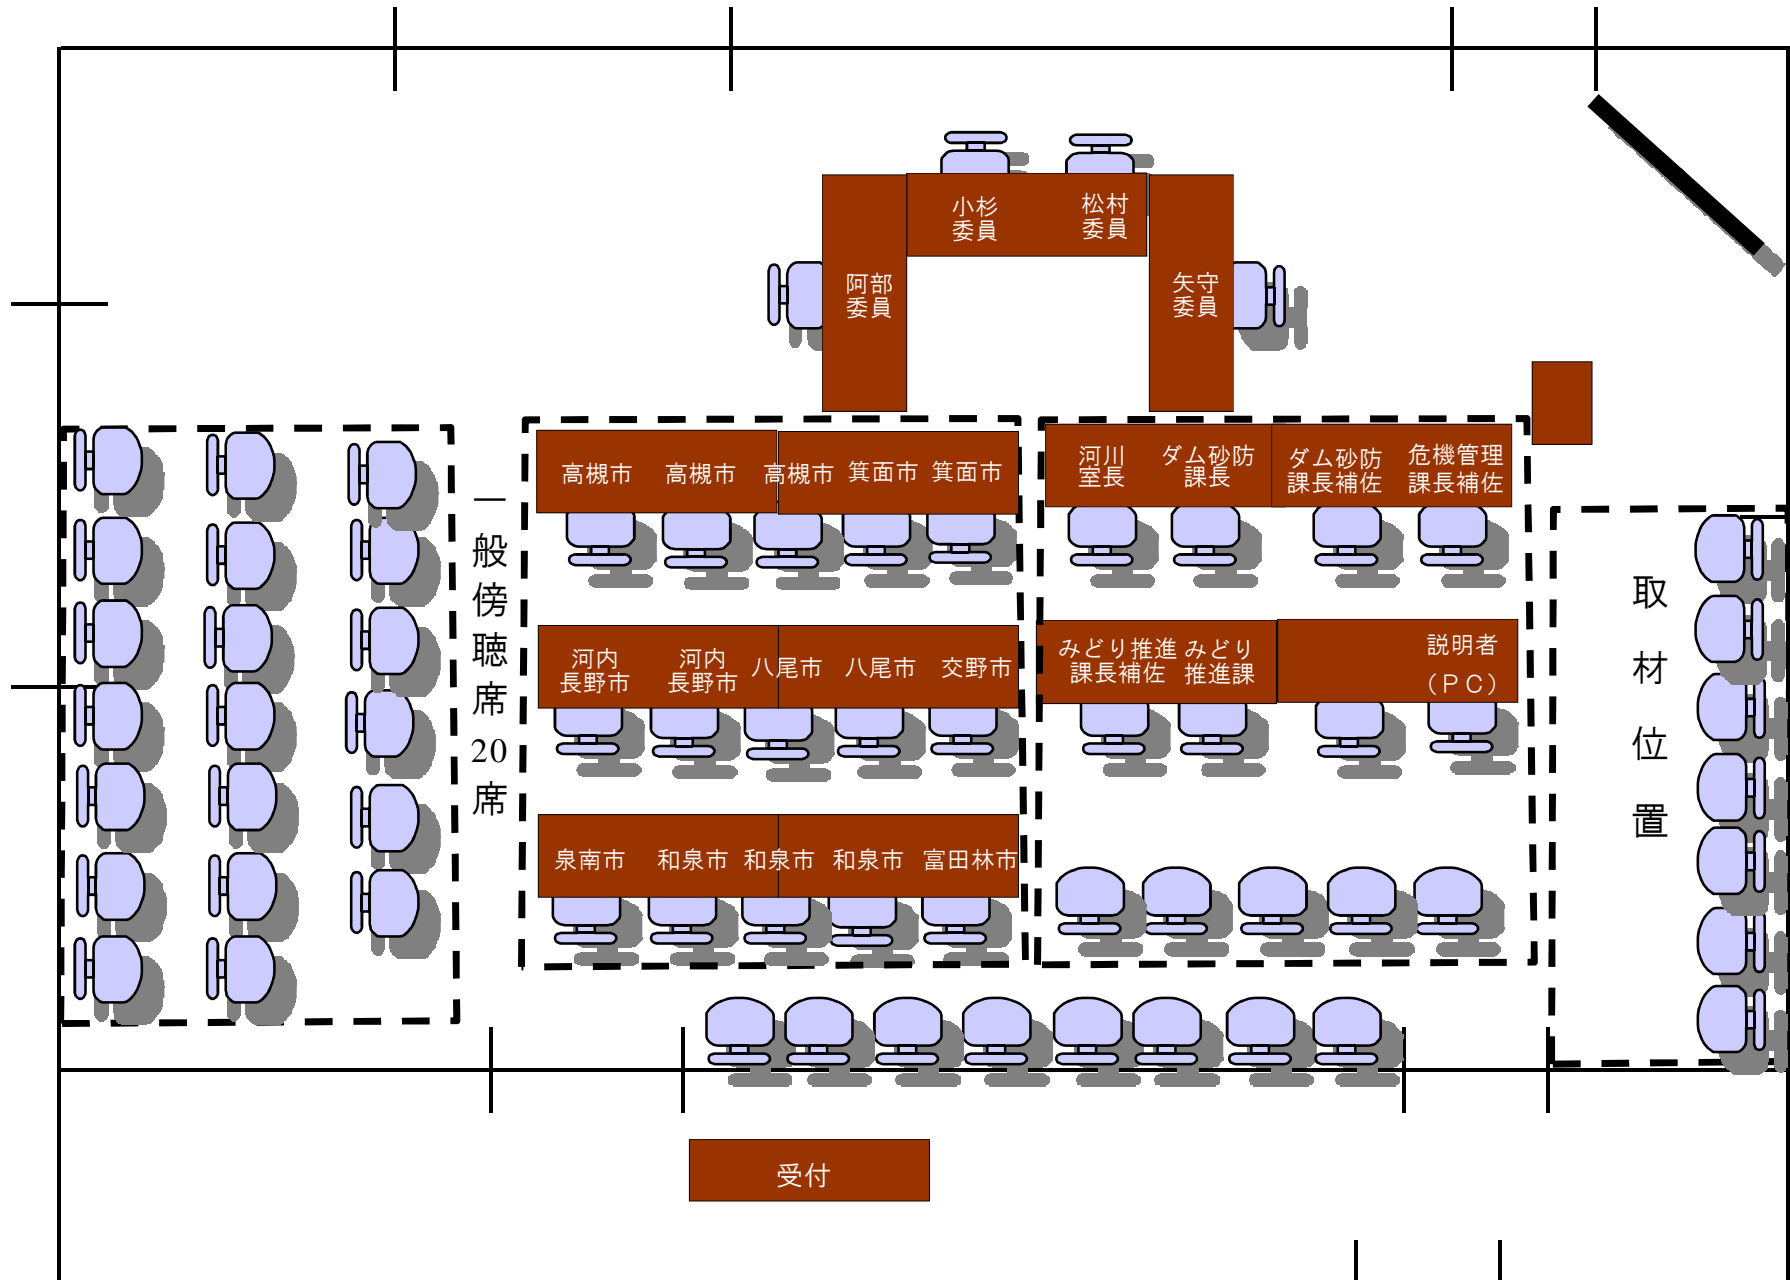 小杉
委員
松村
委員
阿部
委員
矢守
委員
一般傍聴席20席
高槻市
高槻市
高槻市
箕面市
箕面市
河川
室長
ダム砂防
課長
ダム砂防
課長補佐
危機管理
課長補佐
河内
長野市
河内
長野市
八尾市
八尾市
交野市
みどり推進
課長補佐
みどり
推進課
説明者
（ＰＣ）
泉南市
和泉市
和泉市
和泉市
富田林市
取材位置
受付